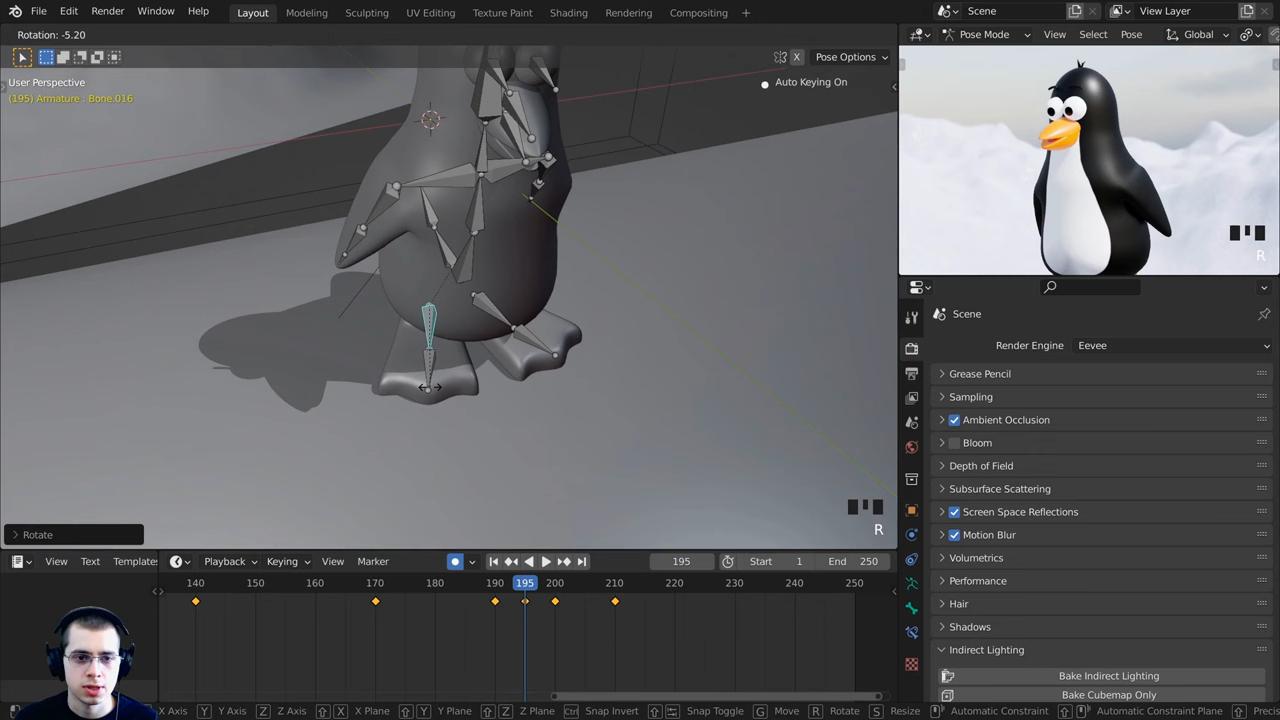 File Edit Render Window Help Layout Modeling Sculpting UV Editing Texture Paint Shading Rendering Compositing + Scene View Layer
Rotation: -5.20 Pose Mode View Select Pose Global
X Pose Options
User Perspective Auto Keying On
(195) Armature : Bone.016
R
Scene
Render Engine Eevee
Grease Pencil
Sampling
Ambient Occlusion
Bloom
Depth of Field
Subsurface Scattering
Screen Space Reflections
R
Rotate Motion Blur
Volumetrics
View Text Templates Playback Keying View Marker 195 Start 1 End 250
Performance
140 150 160 170 180 190 195 200 210 220 230 240 250
Hair
Shadows
Indirect Lighting
Bake Indirect Lighting
Bake Cubemap Only
X Axis Y Y Axis Z Z Axis X X Plane Y Y Plane Z Z Plane Ctrl Snap Invert Snap Toggle G Move R Rotate S Resize Automatic Constraint Automatic Constraint Plane Precis